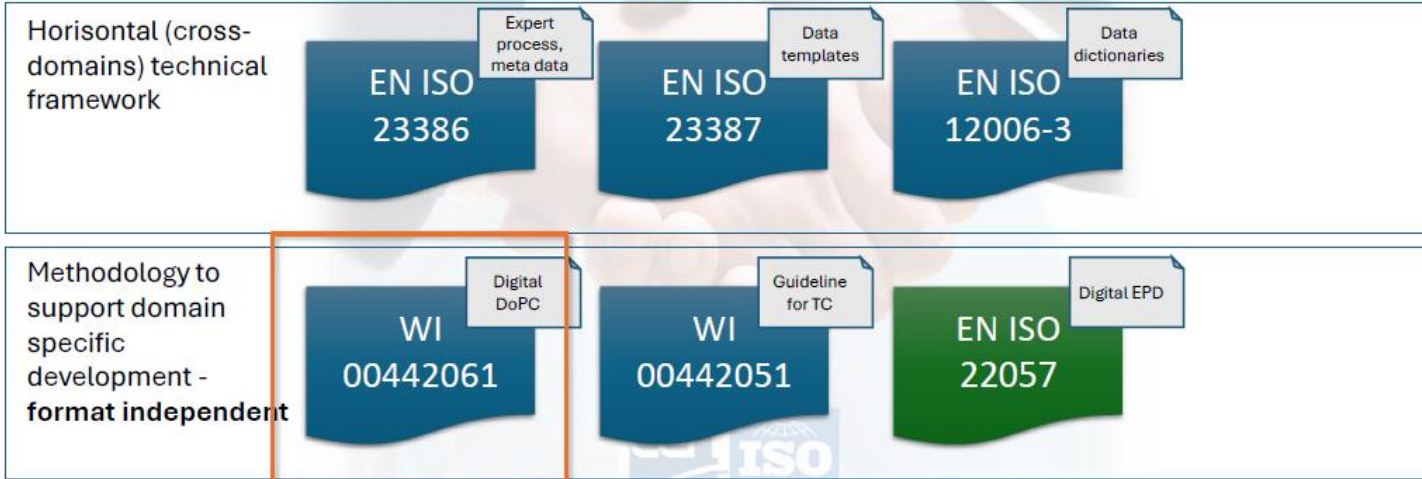 Horisontal (cross-
domains) technical
framework
EN ISO
23386
Expert
process,
meta data
EN ISO
23387
Data
templates
EN ISO
12006-3
Data
dictionaries
Methodology to
support domain
specific
development -
format independent
WI
00442061
Digital
DoPC
WI
00442051
Guideline
for TC
EN ISO
22057
Digital EPD
ISO